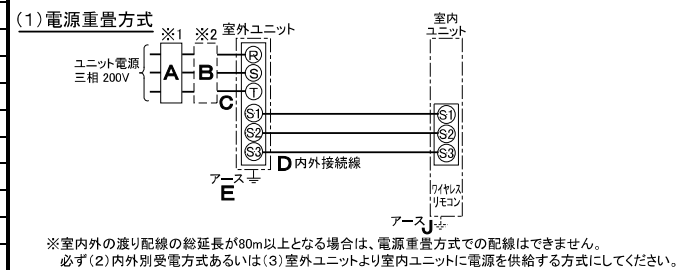 (1)電源重畳方式
※1
※2
室外ユニット
室内
ユニット
ユニット電源
三相 200V
A
B
C
R
S
T
S1
S2
S3
S1
S2
S3
D 内外接続線
アース
E
ワイヤレス
リモコン
アース
J
※室内外の渡り配線の総延長が80m以上となる場合は、電源重畳方式での配線はできません。
必ず(2)内外別受電方式あるいは(3)室外ユニットより室内ユニットに電源を供給する方式にしてください。